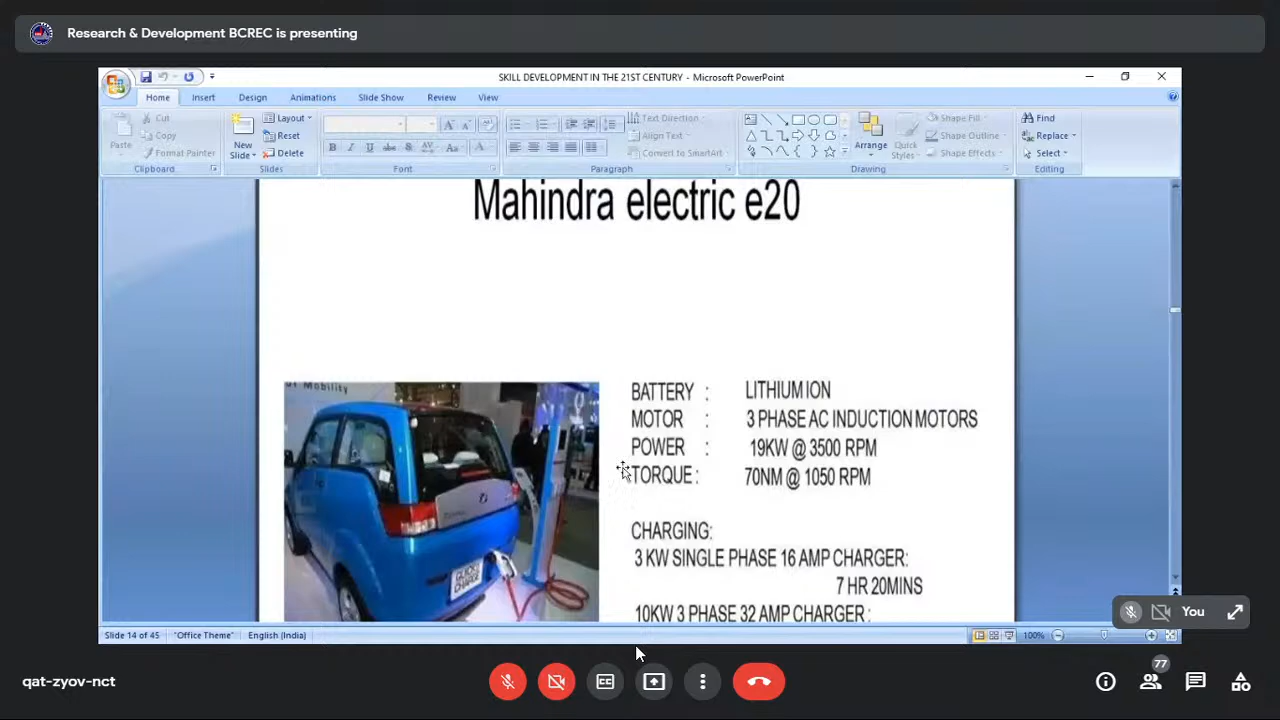 Research & Development BCREC is presenting
SKILL DEVELOPMENT IN THE 21ST CENTURY - Microsoft PowerPoint
Home Insert Design Animations Slide Show Review View
Paste
Cut
Copy
Format Painter
Clipboard
New Slide
Layout
Reset
Delete
Slides
Font
Text Direction
Align Text
Convert to SmartArt
Paragraph
Arrange
Quick Styles
Shape Fill
Shape Outline
Shape Effects
Drawing
Find
Replace
Select
Editing
Mahindra electric e20
Mobility
QUICK CHARGE
BATTERY : LITHIUM ION
MOTOR : 3 PHASE AC INDUCTION MOTORS
POWER : 19KW @ 3500 RPM
TORQUE : 70NM @ 1050 RPM
CHARGING:
3 KW SINGLE PHASE 16 AMP CHARGER:
7 HR 20MINS
10KW 3 PHASE 32 AMP CHARGER :
You
Slide 14 of 45 "Office Theme" English (India) 100%
qat-zyov-nct
CC
77